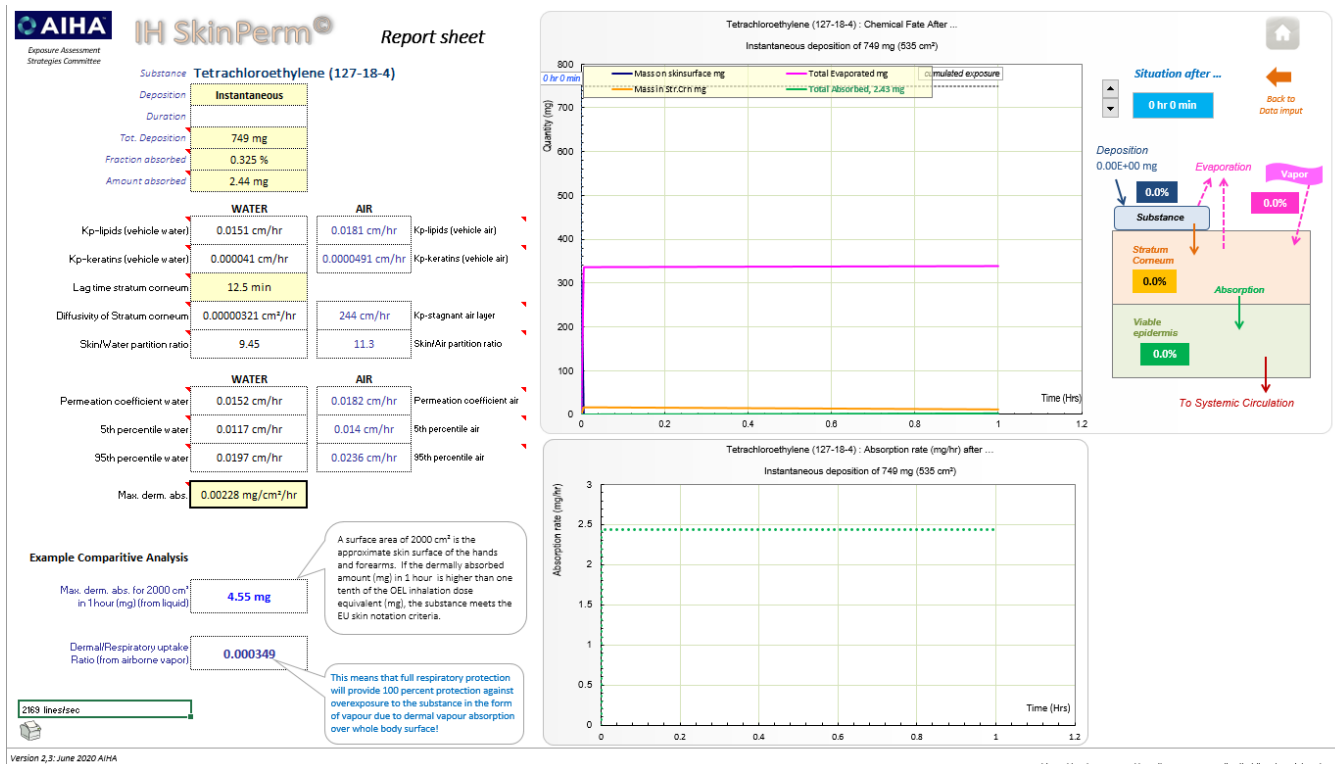 AIHA
Exposure Assessment
Strategies Committee
IH SkinPerm©
Report sheet
Substance Tetrachloroethylene (127-18-4)
Deposition Instantaneous
Duration
Tot. Deposition 749 mg
Fraction absorbed 0.325 %
Amount absorbed 2.44 mg
WATER AIR
Kp-lipids (vehicle water) 0.0151 cm/hr 0.0181 cm/hr Kp-lipids (vehicle air)
Kp-keratins (vehicle water) 0.000041 cm/hr 0.0000491 cm/hr Kp-keratins (vehicle air)
Lag time stratum corneum 12.5 min
Diffusivity of Stratum corneum 0.00000321 cm²/hr 244 cm/hr Kp-stagnant air layer
Skin/Water partition ratio 9.45 11.3 Skin/Air partition ratio
WATER AIR
Permeation coefficient water 0.0152 cm/hr 0.0182 cm/hr Permeation coefficient air
5th percentile water 0.0117 cm/hr 0.014 cm/hr 5th percentile air
95th percentile water 0.0197 cm/hr 0.0236 cm/hr 95th percentile air
Max. derm. abs. 0.00228 mg/cm²/hr
Example Comparitive Analysis
Max. derm. abs. for 2000 cm²
in 1 hour (mg) (from liquid)
4.55 mg
A surface area of 2000 cm² is the
approximate skin surface of the hands
and forearms. If the dermally absorbed
amount (mg) in 1 hour is higher than one
tenth of the OEL inhalation dose
equivalent (mg), the substance meets the
EU skin notation criteria.
Dermal/Respiratory uptake
Ratio (from airborne vapor)
0.000349
This means that full respiratory protection
will provide 100 percent protection against
overexposure to the substance in the form
of vapour due to dermal vapour absorption
over whole body surface!
2169 lines/sec
Version 2,3: June 2020 AIHA
Tetrachloroethylene (127-18-4) : Chemical Fate After ...
Instantaneous deposition of 749 mg (535 cm²)
0 hr 0 min
Mass on skinsurface mg Total Evaporated mg cumulated exposure
Mass in Str.Crn mg Total Absorbed, 2.43 mg
Quantity (mg)
800
700
600
500
400
300
200
100
0
Time (Hrs)
0 0.2 0.4 0.6 0.8 1 1.2
Situation after ...
0 hr 0 min
Back to
Data imput
Deposition
0.00E+00 mg
Evaporation
Vapor
0.0%
0.0%
Substance
Stratum
Corneum
0.0%
Absorption
Viable
epidermis
0.0%
To Systemic Circulation
Tetrachloroethylene (127-18-4) : Absorption rate (mg/hr) after ...
Instantaneous deposition of 749 mg (535 cm²)
Absorption rate (mg/hr)
3
2.5
2
1.5
1
0.5
0
Time (Hrs)
0 0.2 0.4 0.6 0.8 1 1.2